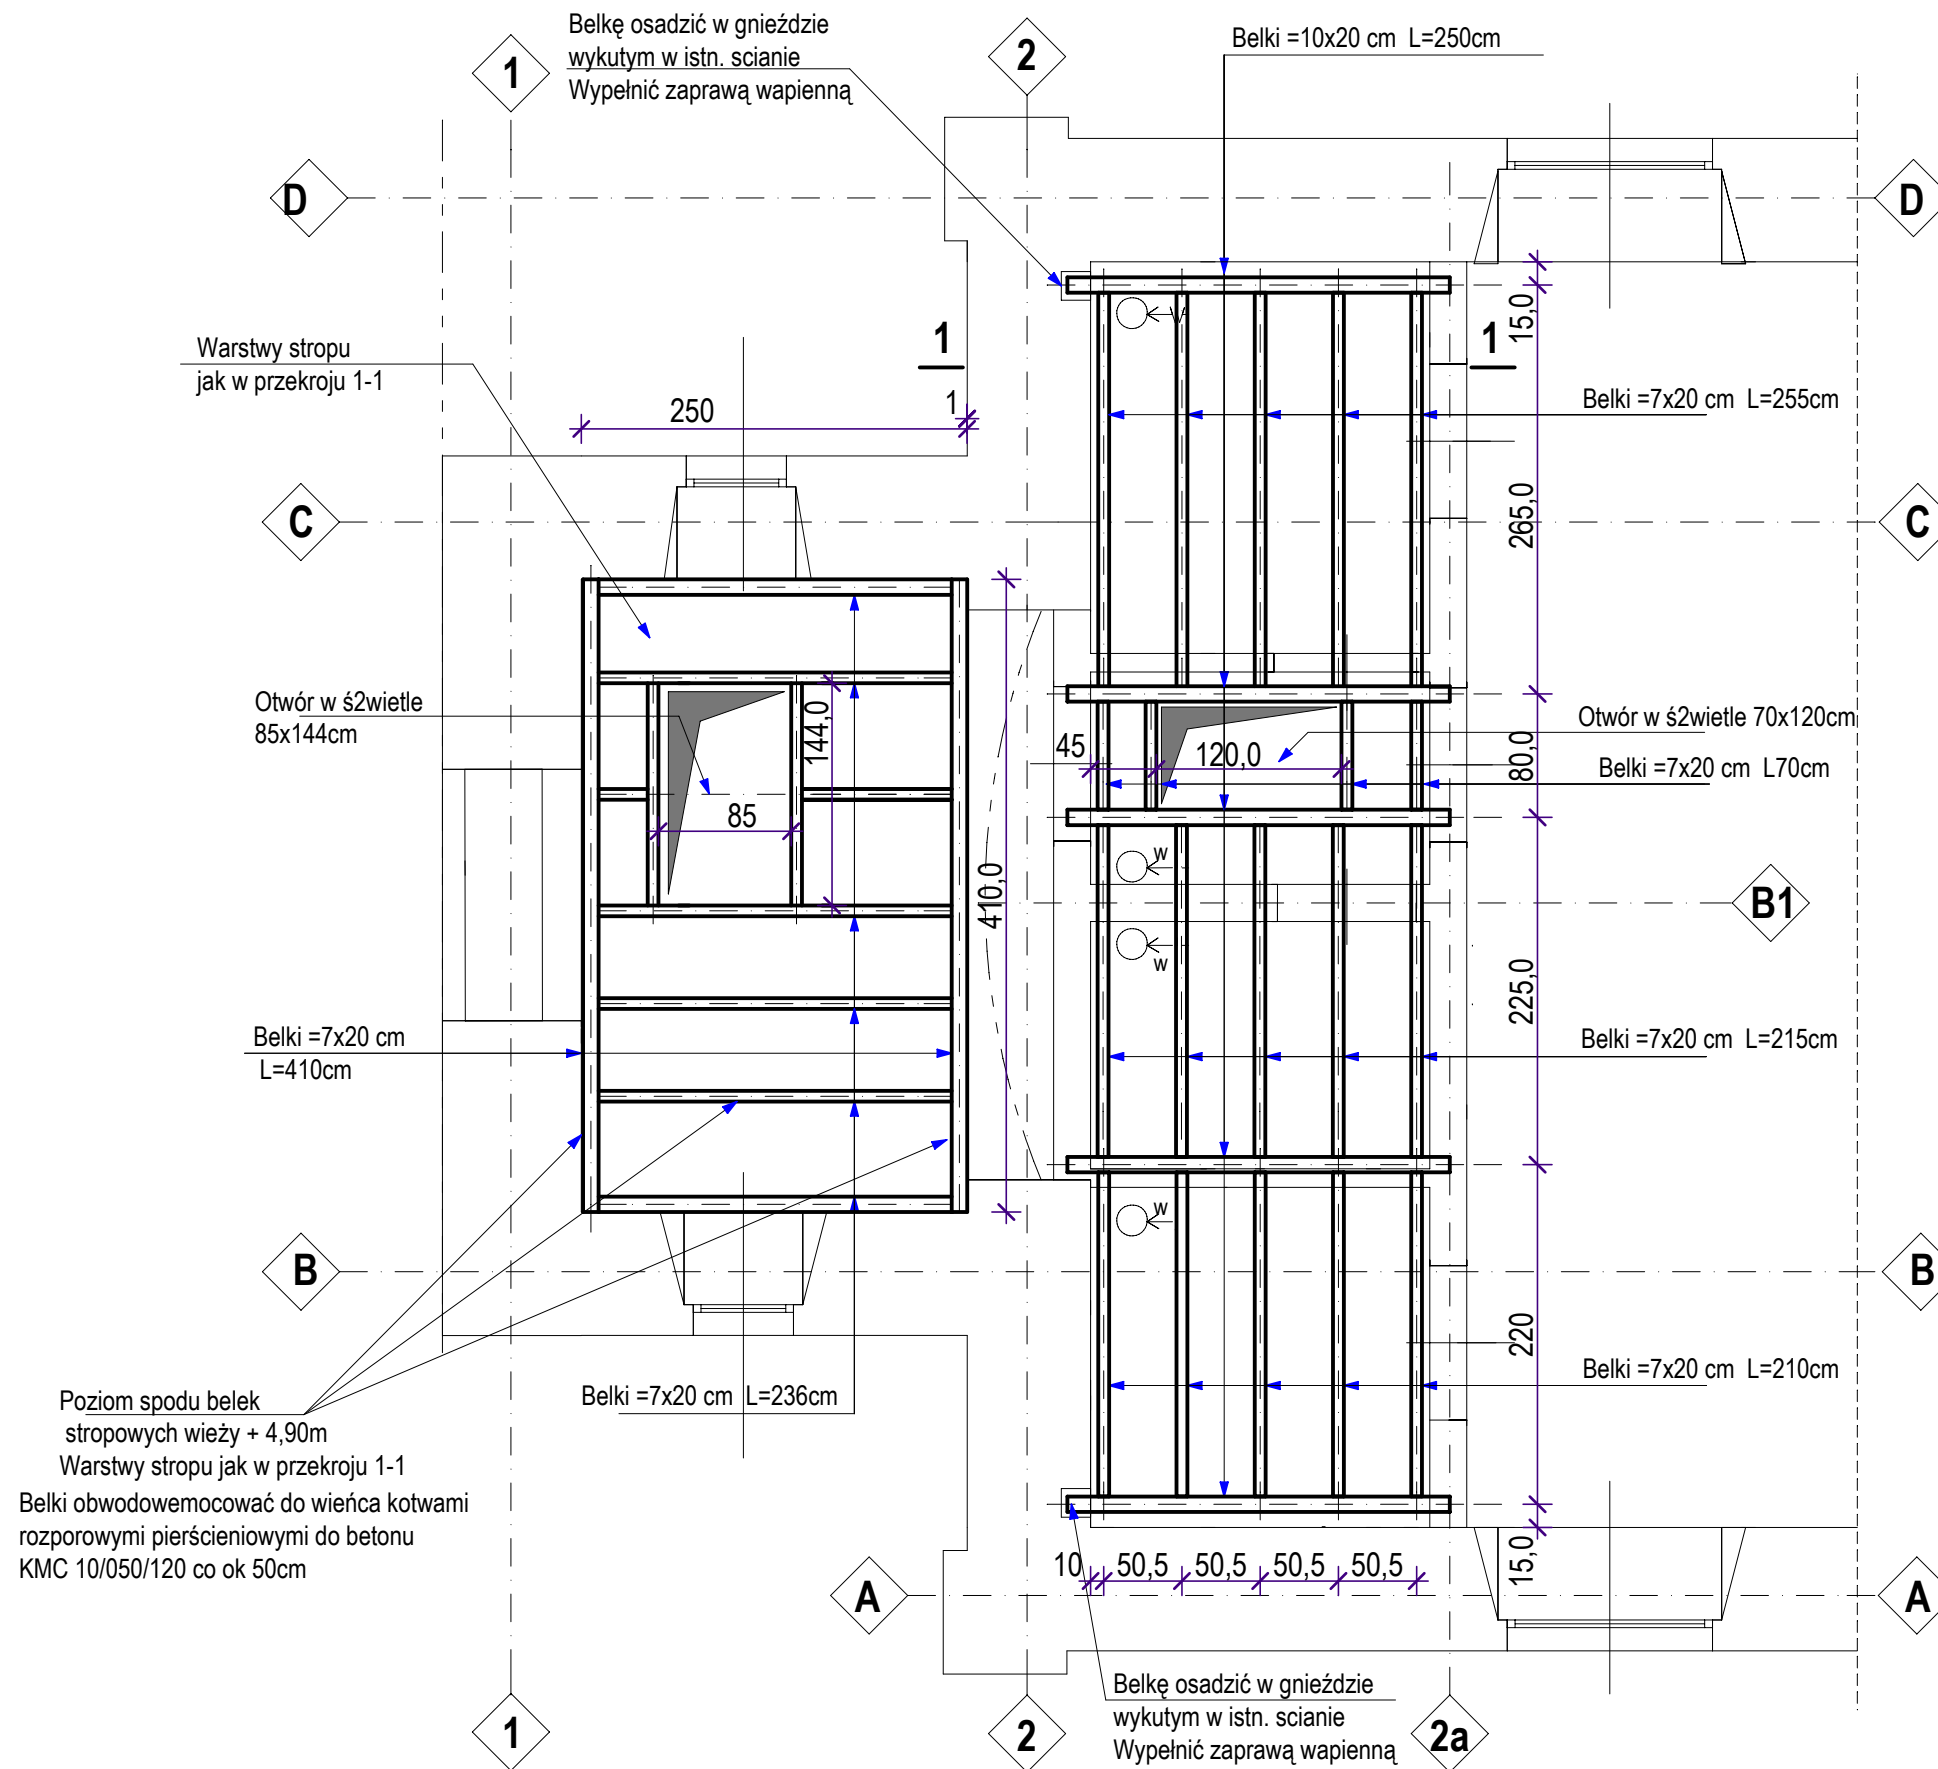 Belkę osadzić w gnieździe
wykutym w istn. scianie
Wypełnić zaprawą wapienną
1
2
Belki =10x20 cm L=250cm
D
D
Warstwy stropu
jak w przekroju 1-1
1
1
W
15,0
250
1
Belki =7x20 cm L=255cm
C
C
265,0
Otwór w ś2wietle
85x144cm
144,0
85
45
120,0
Otwór w ś2wietle 70x120cm
80,0
Belki =7x20 cm L70cm
410,0
w
w
B1
225,0
Belki =7x20 cm
L=410cm
Belki =7x20 cm L=215cm
w
B
B
220
Belki =7x20 cm L=236cm
Belki =7x20 cm L=210cm
Poziom spodu belek
stropowych wieży + 4,90m
Warstwy stropu jak w przekroju 1-1
Belki obwodowemocować do wieńca kotwami
rozporowymi pierścieniowymi do betonu
KMC 10/050/120 co ok 50cm
10
50,5
50,5
50,5
50,5
15,0
A
A
Belkę osadzić w gnieździe
wykutym w istn. scianie
Wypełnić zaprawą wapienną
1
2
2a